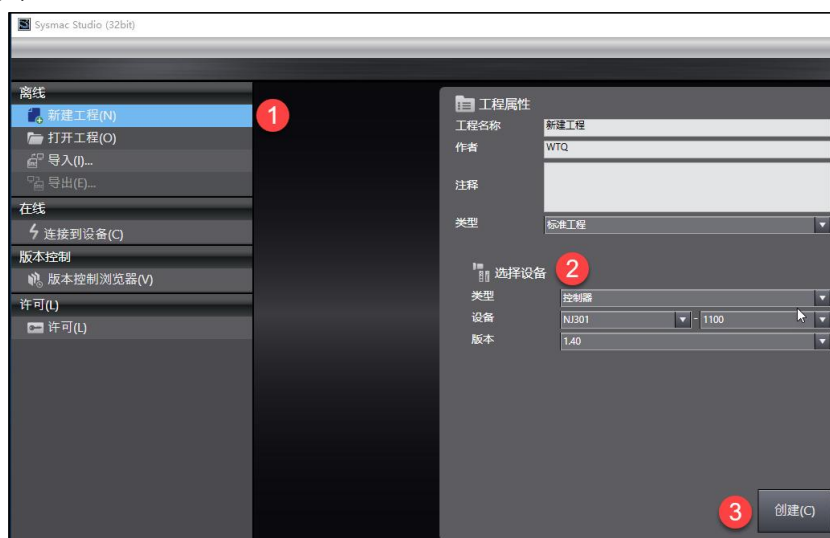 Sysmac Studio (32bit)
离线
新建工程(N)
1
打开工程(O)
导入(I)...
导出(E)...
在线
连接到设备(C)
版本控制
版本控制浏览器(V)
许可(L)
许可(L)
工程属性
工程名称 新建工程
作者 WTQ
注释
类型 标准工程
选择设备 2
类型 控制器
设备 NJ301 - 1100
版本 1.40
3 创建(C)